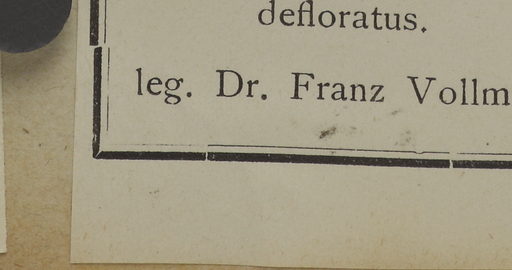 defloratus.
leg. Dr. Franz Vollm